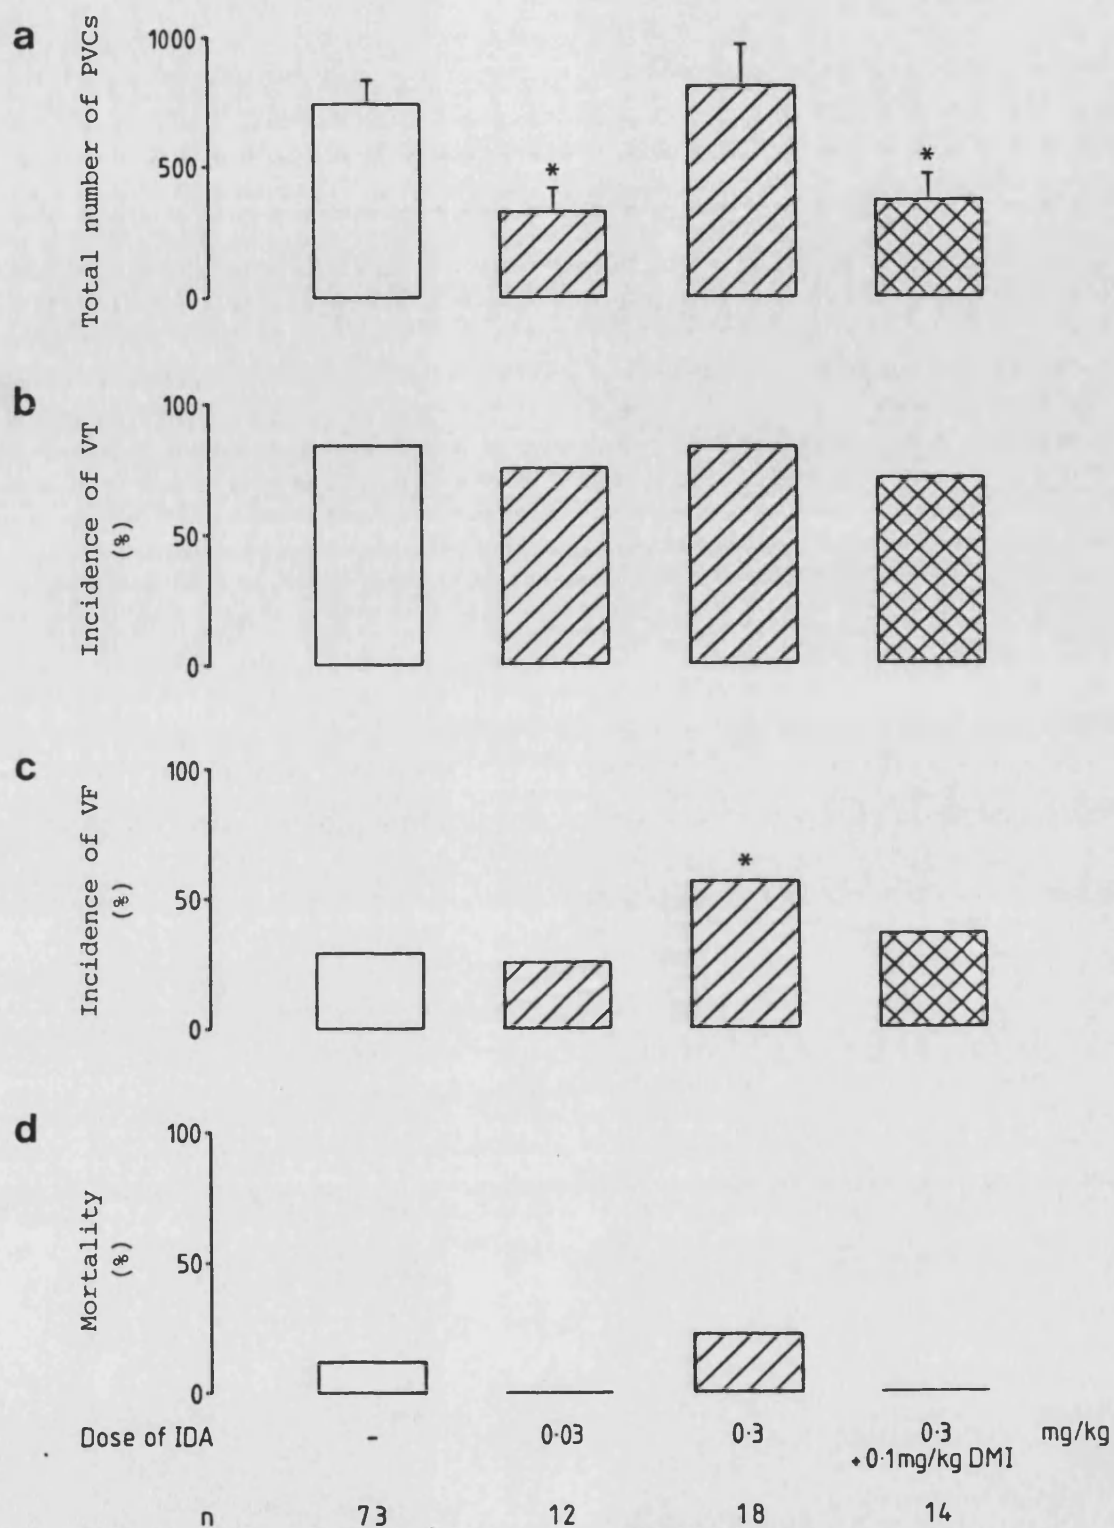 a
Total number of PVCs
1000
500
0
*
*
b
Incidence of VT
(%)
100
50
0
c
Incidence of VF
(%)
100
50
0
*
d
Mortality
(%)
100
50
0
Dose of IDA - 0·03 0·3 0·3 mg/kg
+0·1mg/kg DMI
n 73 12 18 14